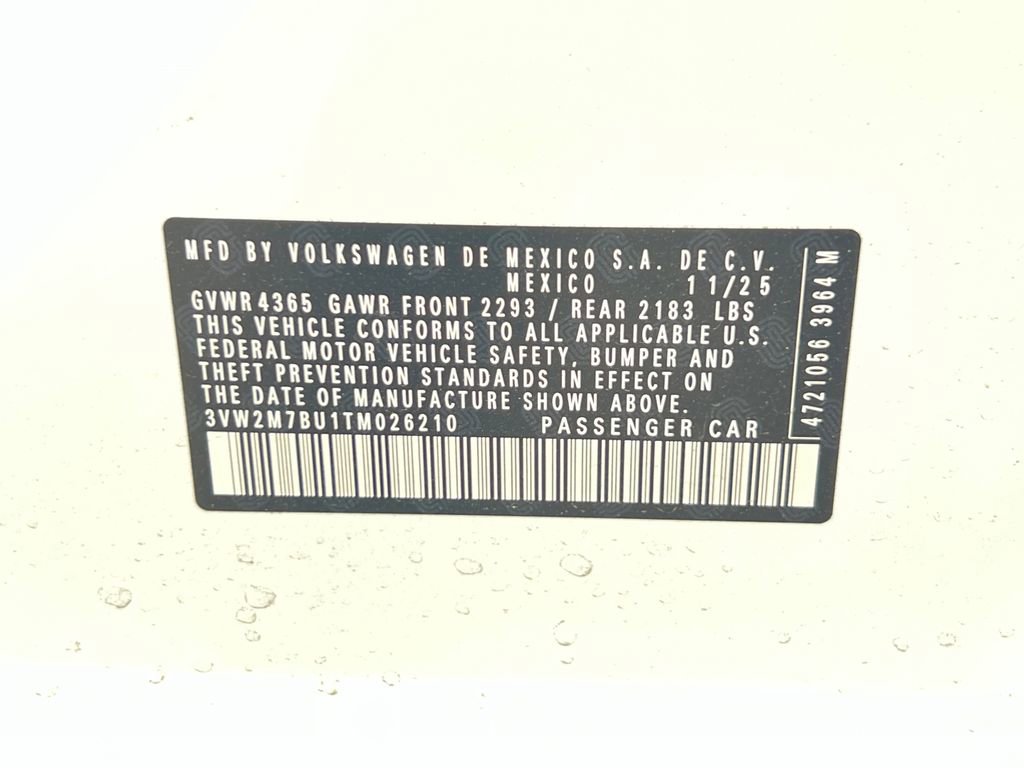 MFD BY VOLKSWAGEN DE MEXICO S.A. DE C.V.
MEXICO 11/25
GVWR 4365 GAWR FRONT 2293 / REAR 2183 LBS
THIS VEHICLE CONFORMS TO ALL APPLICABLE U.S.
FEDERAL MOTOR VEHICLE SAFETY, BUMPER AND
THEFT PREVENTION STANDARDS IN EFFECT ON
THE DATE OF MANUFACTURE SHOWN ABOVE.
3VW2M7BU1TM026210 PASSENGER CAR
4721056 3964 M